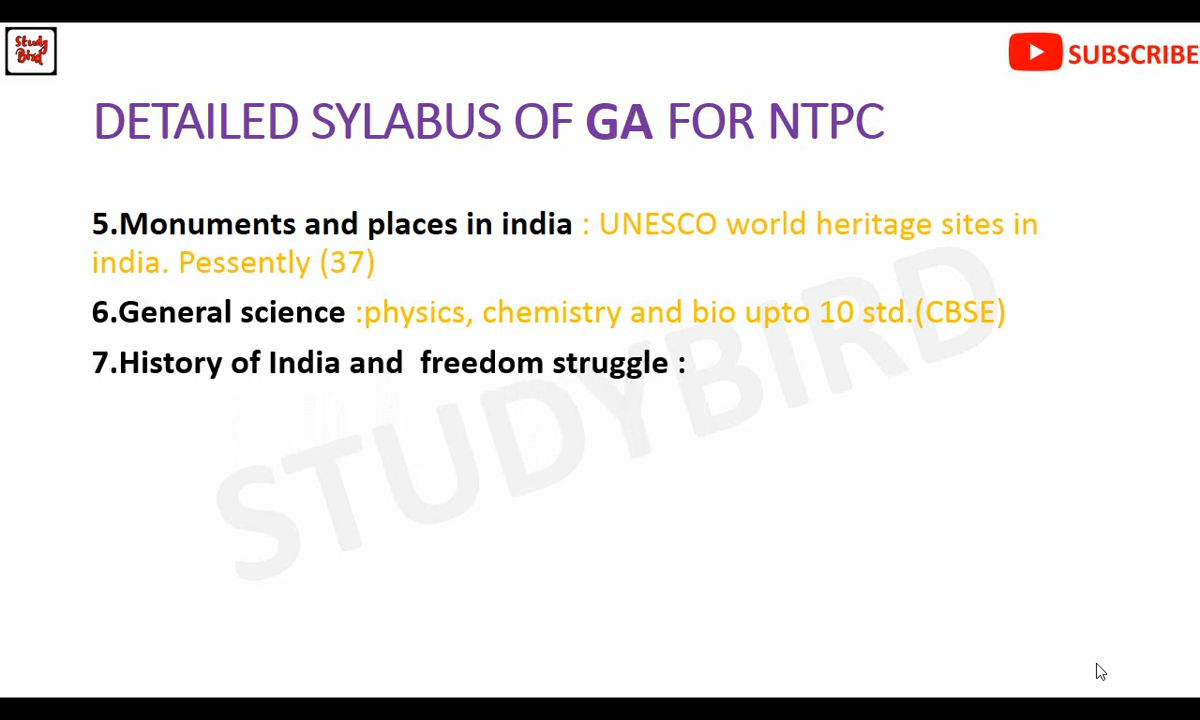 Study
Bird
SUBSCRIBE
DETAILED SYLABUS OF GA FOR NTPC
5.Monuments and places in india : UNESCO world heritage sites in
india. Pessently (37)
6.General science :physics, chemistry and bio upto 10 std.(CBSE)
7.History of India and freedom struggle :
STUDYBIRD